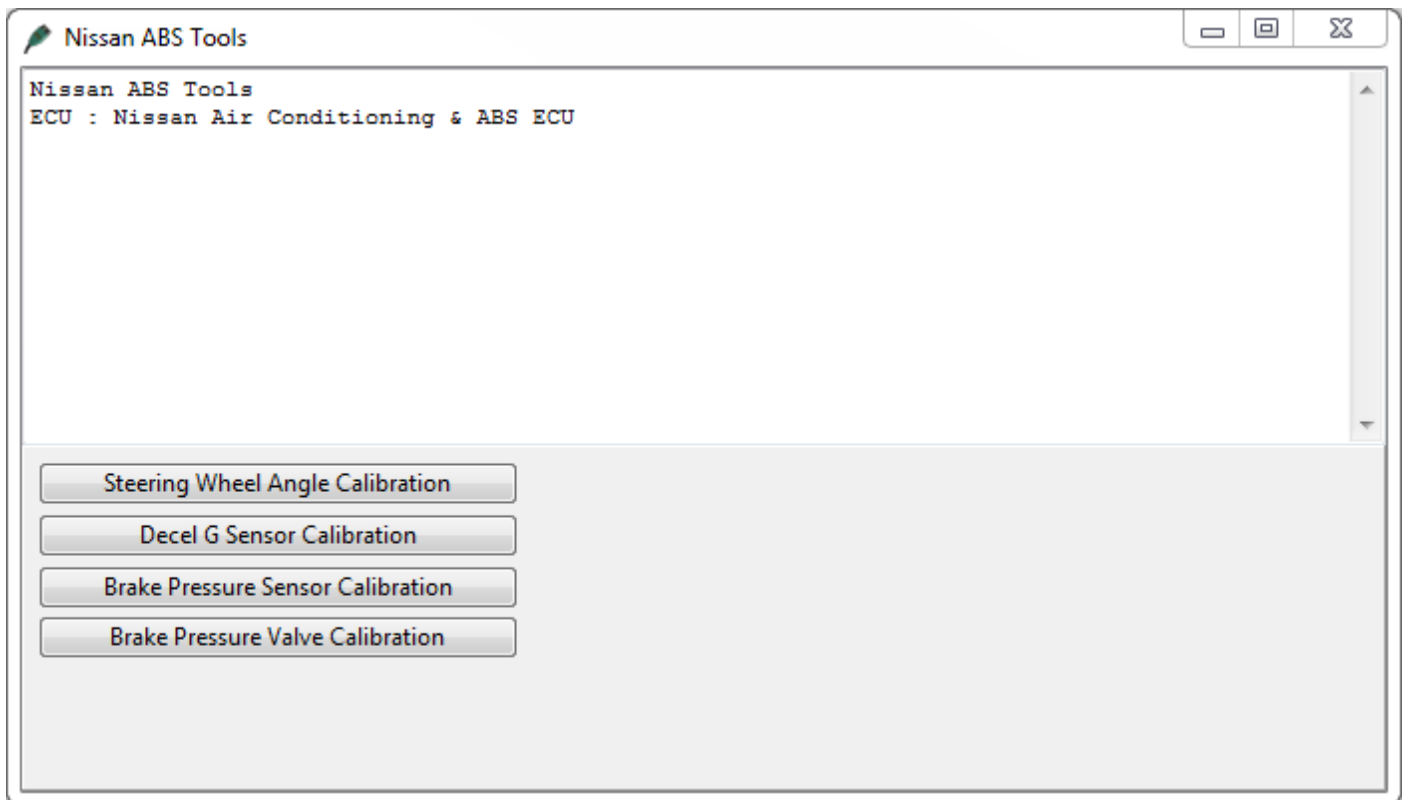 Nissan ABS Tools
Nissan ABS Tools
ECU : Nissan Air Conditioning & ABS ECU
Steering Wheel Angle Calibration
Decel G Sensor Calibration
Brake Pressure Sensor Calibration
Brake Pressure Valve Calibration